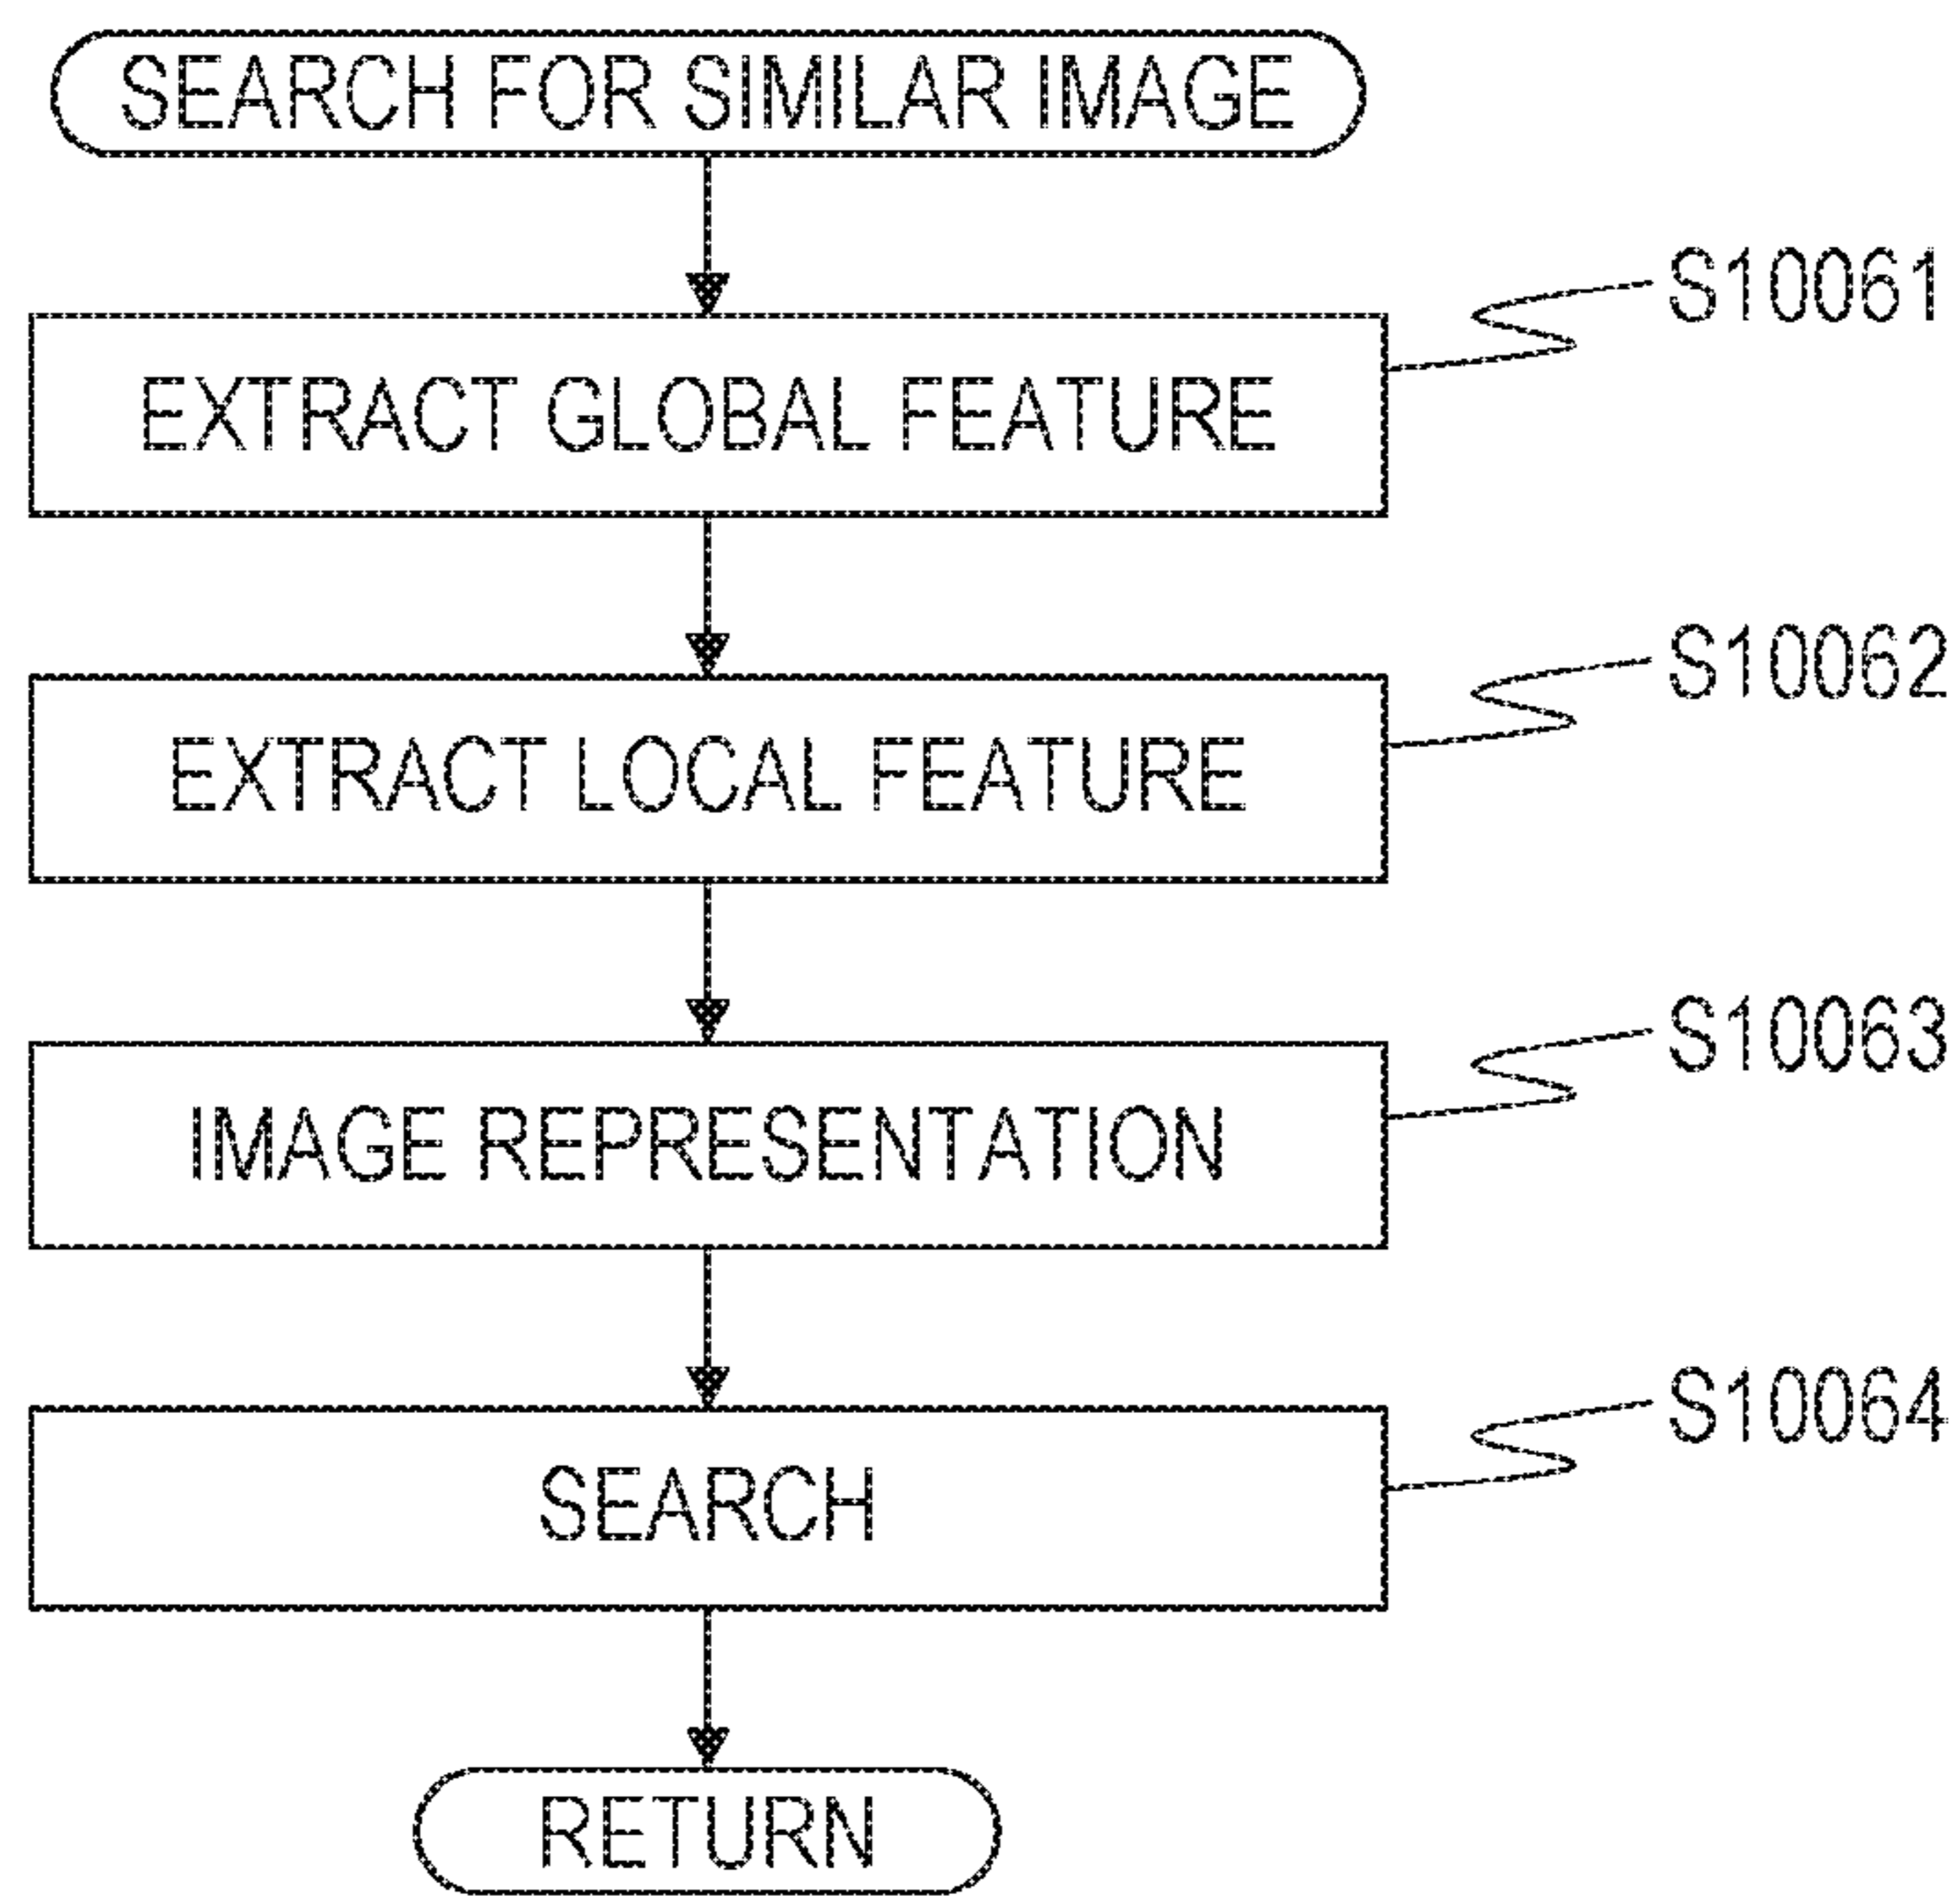 SEARCH FOR SIMILAR IMAGE
S10061
EXTRACT GLOBAL FEATURE
S10062
EXTRACT LOCAL FEATURE
S10063
IMAGE REPRESENTATION
S10064
SEARCH
RETURN